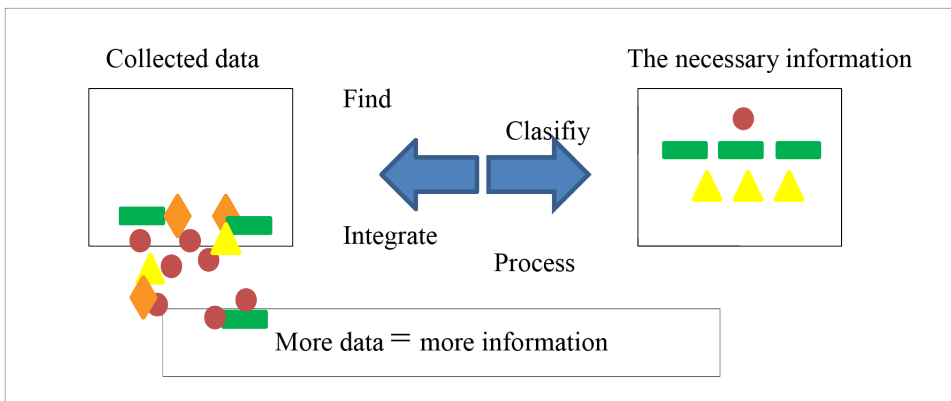 Collected data
The necessary information
Find
Clasifiy
Integrate
Process
More data = more information